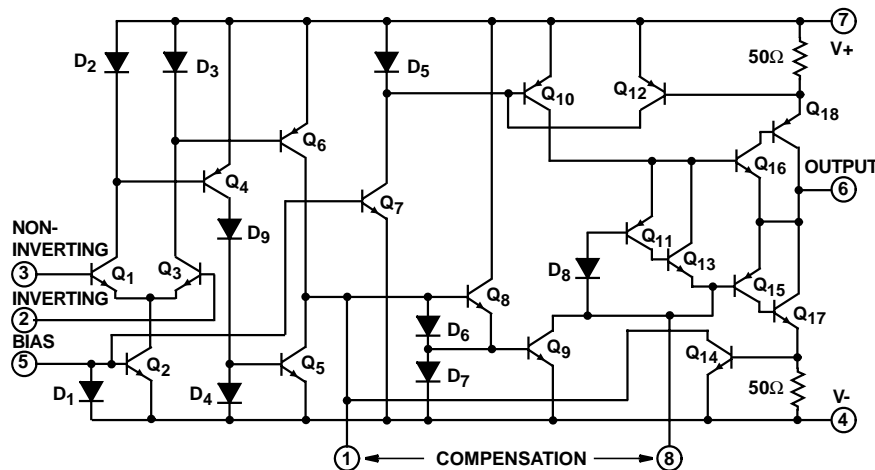 7
V+
50Ω
D2
D3
D5
Q10
Q12
Q18
Q6
Q16
OUTPUT
6
Q4
Q7
NON-
INVERTING
3
D9
Q11
Q1
Q3
D8
Q13
INVERTING
2
Q8
Q15
Q17
BIAS
5
D6
Q2
Q5
Q9
Q14
D1
D4
D7
50Ω
V-
4
1
COMPENSATION
8